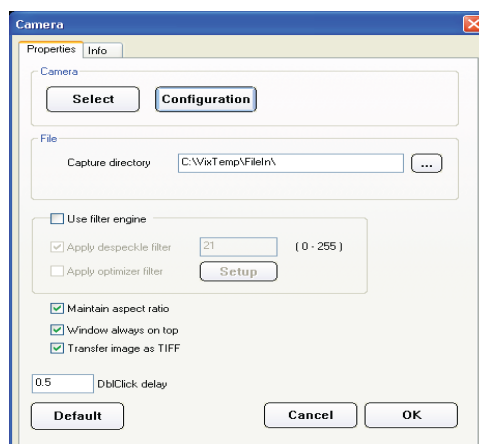 Camera
Properties Info
Camera
Select Configuration
File
Capture directory C:\VixTemp\FileIn\ ...
Use filter engine
Apply despeckle filter 21 ( 0 - 255 )
Apply optimizer filter Setup
Maintain aspect ratio
Window always on top
Transfer image as TIFF
0.5 DblClick delay
Default Cancel OK